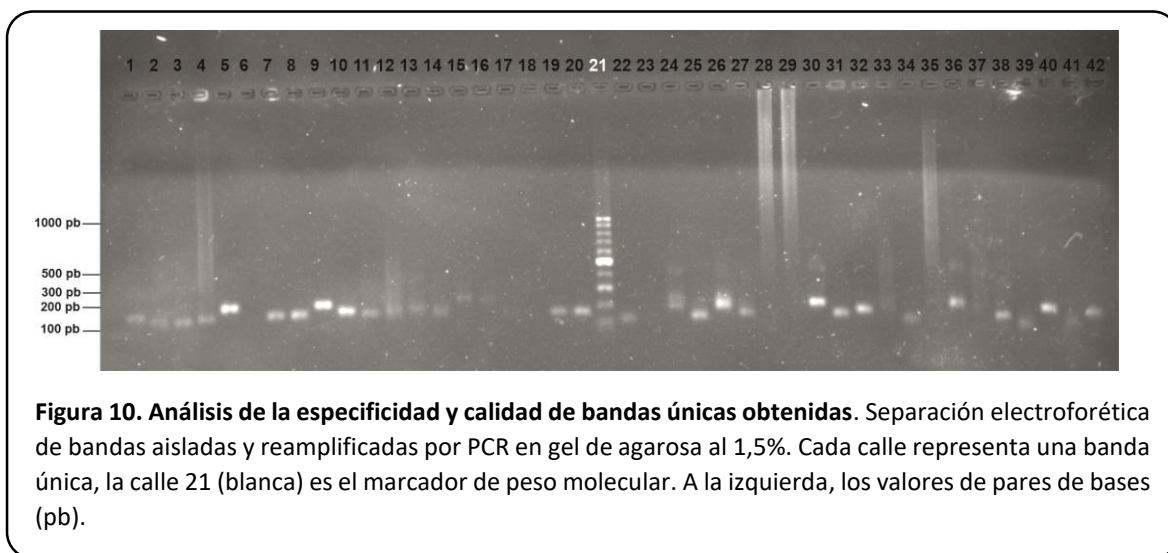 1 2 3 4 5 6 7 8 9 10 11 12 13 14 15 16 17 18 19 20 21 22 23 24 25 26 27 28 29 30 31 32 33 34 35 36 37 38 39 40 41 42
1000 pb
500 pb
300 pb
200 pb
100 pb
Figura 10. Análisis de la especificidad y calidad de bandas únicas obtenidas. Separación electroforética
de bandas aisladas y reamplificadas por PCR en gel de agarosa al 1,5%. Cada calle representa una banda
única, la calle 21 (blanca) es el marcador de peso molecular. A la izquierda, los valores de pares de bases
(pb).